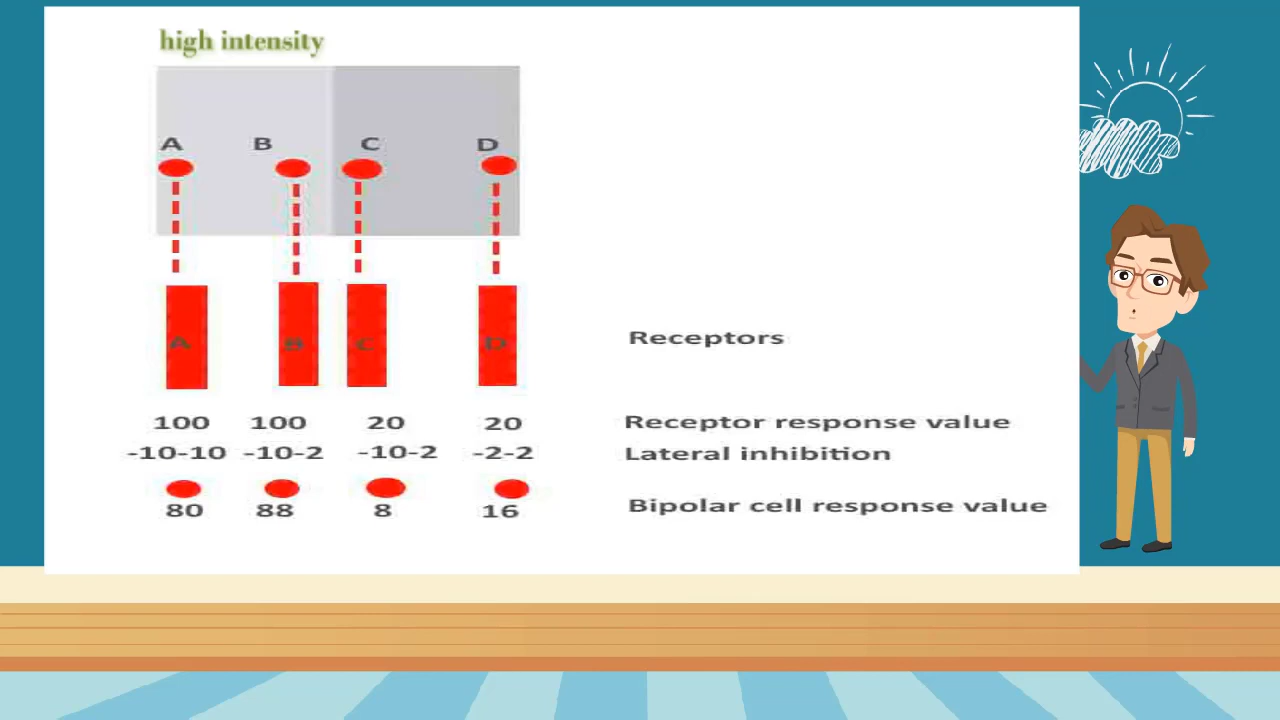 high intensity
A B C D
A B C D Receptors
100 100 20 20 Receptor response value
-10-10 -10-2 -10-2 -2-2 Lateral inhibition
80 88 8 16 Bipolar cell response value